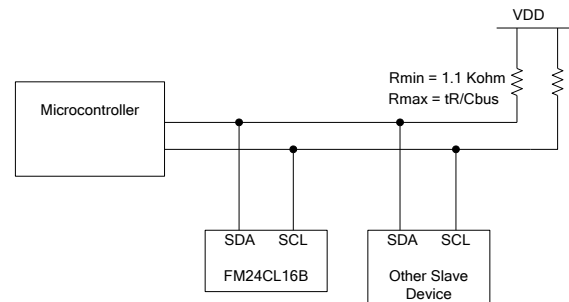 VDD
Rmin = 1.1 Kohm
Rmax = tR/Cbus
Microcontroller
SDA SCL
FM24CL16B
SDA SCL
Other Slave
Device